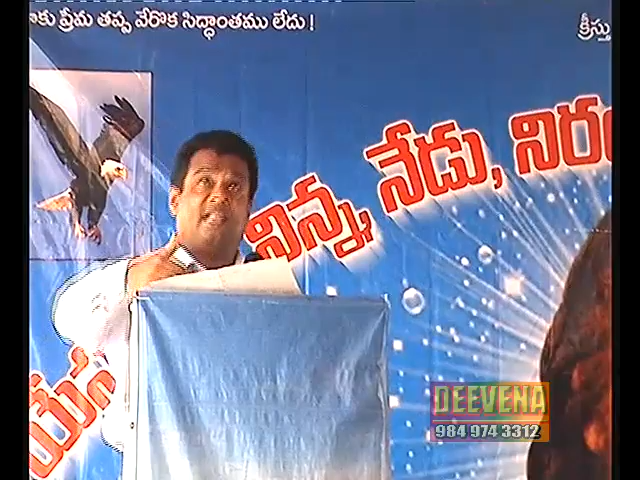 ప్రేమ తప్ప వేరొక సిద్ధాంతము లేదు !
క్రీస్తు
నిన్న, నేడు, నిరం
DEEVENA
984 974 3312